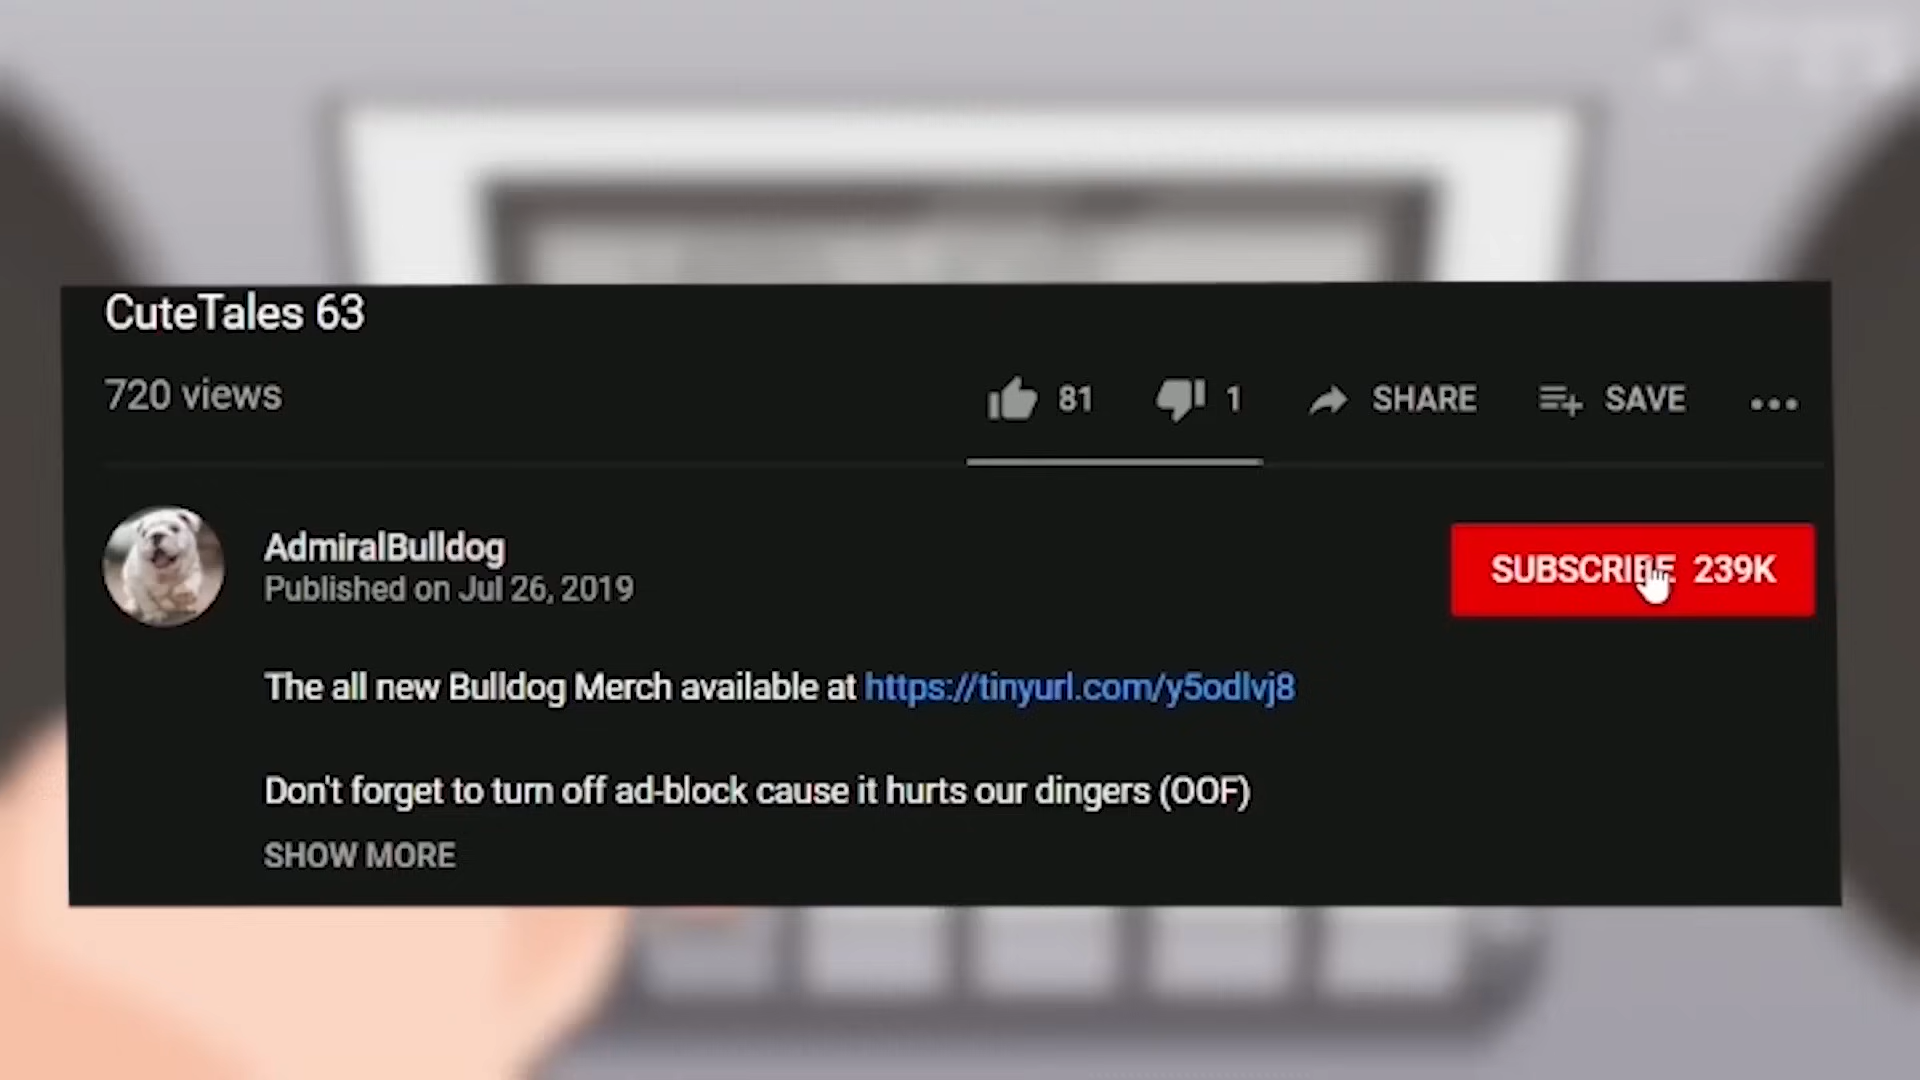 CuteTales 63
720 views
81 1 SHARE SAVE
AdmiralBulldog
Published on Jul 26, 2019
SUBSCRIBE 239K
The all new Bulldog Merch available at https://tinyurl.com/y5odlvj8
Don't forget to turn off ad-block cause it hurts our dingers (OOF)
SHOW MORE